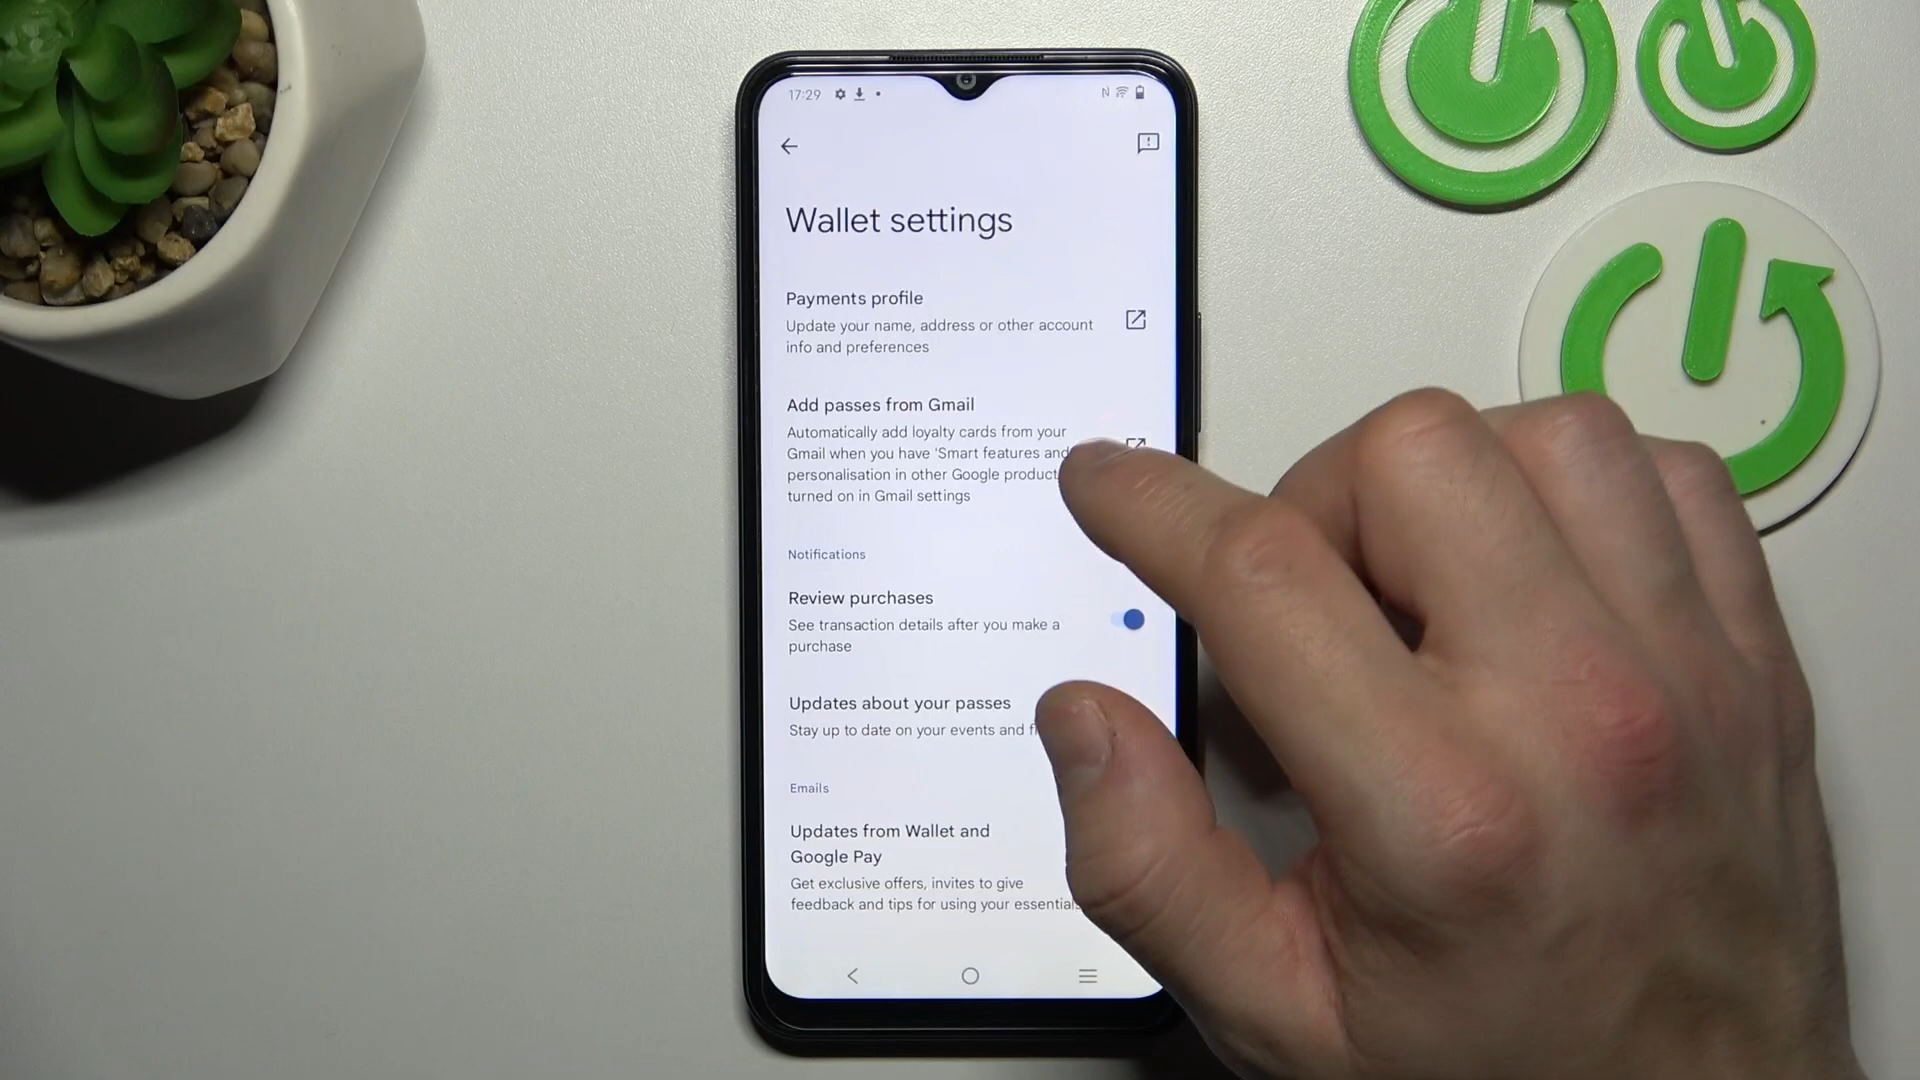 17:29
Wallet settings
Payments profile
Update your name, address or other account
info and preferences
Add passes from Gmail
Automatically add loyalty cards from your
Gmail when you have 'Smart features and
personalisation in other Google product
turned on in Gmail settings
Notifications
Review purchases
See transaction details after you make a
purchase
Updates about your passes
Stay up to date on your events and
Emails
Updates from Wallet and
Google Pay
Get exclusive offers, invites to give
feedback and tips for using your essentials